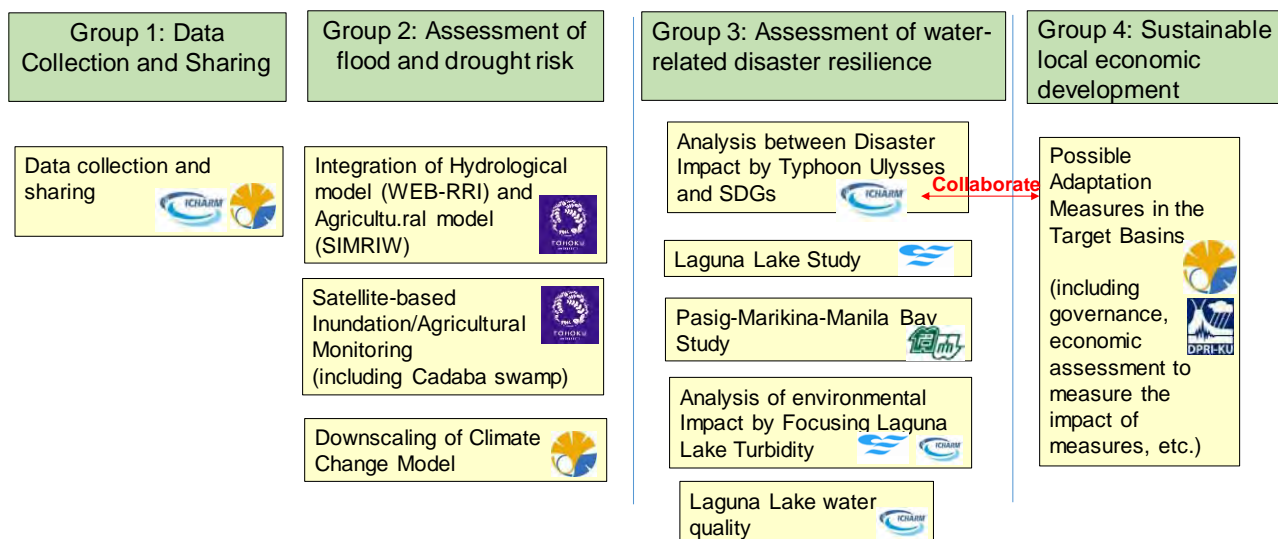 Group 1: Data
Collection and Sharing
Data collection and
sharing
ICHARM
Group 2: Assessment of
flood and drought risk
Integration of Hydrological
model (WEB-RRI) and
Agricultu.ral model
(SIMRIW)
TOHOKU
Satellite-based
Inundation/Agricultural
Monitoring
(including Cadaba swamp)
TOHOKU
Downscaling of Climate
Change Model
Group 3: Assessment of water-
related disaster resilience
Analysis between Disaster
Impact by Typhoon Ulysses
and SDGs
ICHARM
Collaborate
Laguna Lake Study
Pasig-Marikina-Manila Bay
Study
Analysis of environmental
Impact by Focusing Laguna
Lake Turbidity
ICHARM
Laguna Lake water
quality
ICHARM
Group 4: Sustainable
local economic
development
Possible
Adaptation
Measures in the
Target Basins
(including
governance,
economic
assessment to
measure the
impact of
measures, etc.)
DPRI-KU